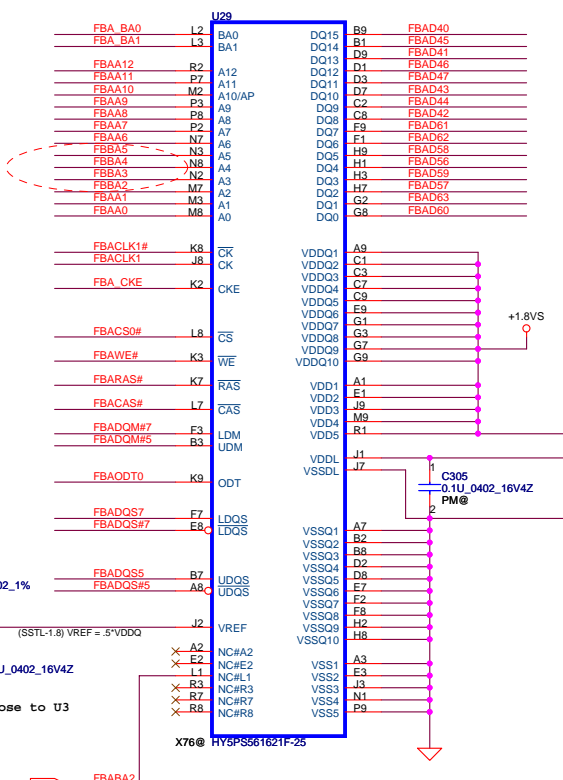 U29
FBA_BA0 L2 BA0 DQ15 B9 FBAD40
FBA_BA1 L3 BA1 DQ14 B1 FBAD45
DQ13 D9 FBAD41
FBAA12 R2 A12 DQ12 D1 FBAD46
FBAA11 P7 A11 DQ11 D3 FBAD47
FBAA10 M2 A10/AP DQ10 D7 FBAD43
FBAA9 P3 A9 DQ9 C2 FBAD44
FBAA8 P8 A8 DQ8 C8 FBAD42
FBAA7 P2 A7 DQ7 F9 FBAD61
FBAA6 N7 A6 DQ6 F1 FBAD62
FBBA5 N3 A5 DQ5 H9 FBAD58
FBBA4 N8 A4 DQ4 H1 FBAD56
FBBA3 N2 A3 DQ3 H3 FBAD59
FBBA2 M7 A2 DQ2 H7 FBAD57
FBAA1 M3 A1 DQ1 G2 FBAD63
FBAA0 M8 A0 DQ0 G8 FBAD60
FBACLK1# K8 CK VDDQ1 A9
FBACLK1 J8 CK VDDQ2 C1
VDDQ3 C3
FBA_CKE K2 CKE VDDQ4 C7
VDDQ5 C9
VDDQ6 E9
+1.8VS
VDDQ7 G1
FBACS0# L8 CS VDDQ8 G3
VDDQ9 G7
FBAWE# K3 WE VDDQ10 G9
FBARAS# K7 RAS VDD1 A1
VDD2 E1
FBACAS# L7 CAS VDD3 J9
VDD4 M9
FBADQM#7 F3 LDM VDD5 R1
FBADQM#5 B3 UDM
VDDL J1
VSSDL J7
1
C305
0.1U_0402_16V4Z
PM@
2
FBAODT0 K9 ODT
FBADQS7 F7 LDQS
FBADQS#7 E8 LDQS VSSQ1 A7
VSSQ2 B2
VSSQ3 B8
VSSQ4 D2
FBADQS5 B7 UDQS VSSQ5 D8
FBADQS#5 A8 UDQS VSSQ6 E7
02_1%
VSSQ7 F2
VSSQ8 F8
J2 VREF VSSQ9 H2
(SSTL-1.8) VREF = .5*VDDQ
VSSQ10 H8
A2 NC#A2
E2 NC#E2 VSS1 A3
U_0402_16V4Z
L1 NC#L1 VSS2 E3
R3 NC#R3 VSS3 J3
R7 NC#R7 VSS4 N1
ose to U3
R8 NC#R8 VSS5 P9
X76@ HY5PS561621F-25
FBABA2